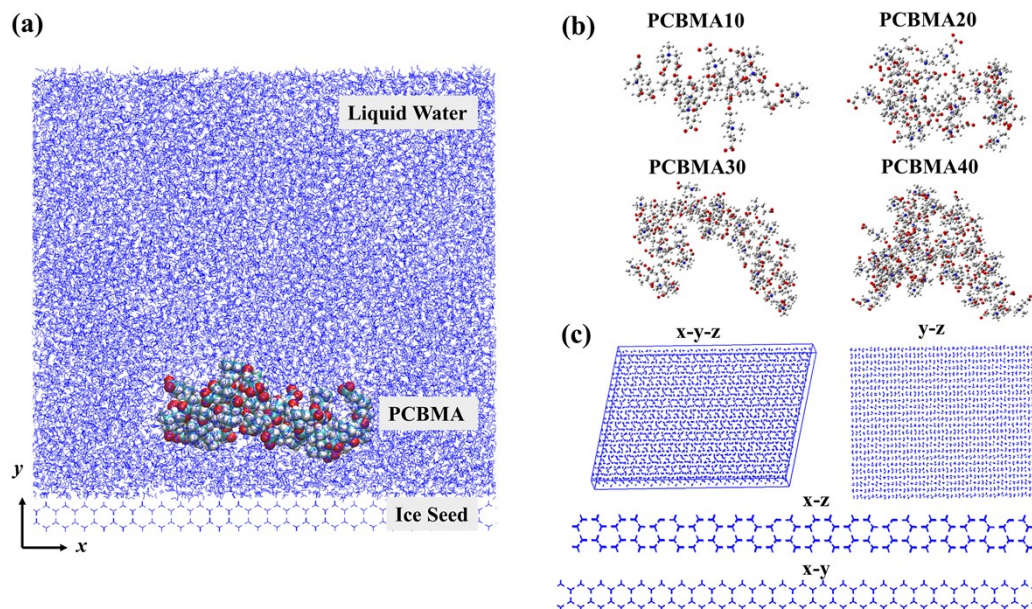 (a)
Liquid Water
PCBMA
Ice Seed
y
x
(b)
PCBMA10
PCBMA20
PCBMA30
PCBMA40
(c)
x-y-z
y-z
x-z
x-y